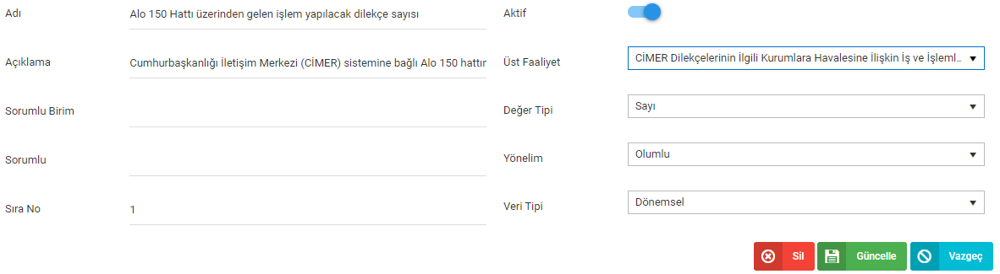 Adı
Alo 150 Hattı üzerinden gelen işlem yapılacak dilekçe sayısı
Aktif
Açıklama
Cumhurbaşkanlığı İletişim Merkezi (CİMER) sistemine bağlı Alo 150 hattır
Üst Faaliyet
CİMER Dilekçelerinin İlgili Kurumlara Havalesine İlişkin İş ve İşleml...
Sorumlu Birim
Değer Tipi
Sayı
Sorumlu
Yönelim
Olumlu
Sıra No
1
Veri Tipi
Dönemsel
Sil
Güncelle
Vazgeç